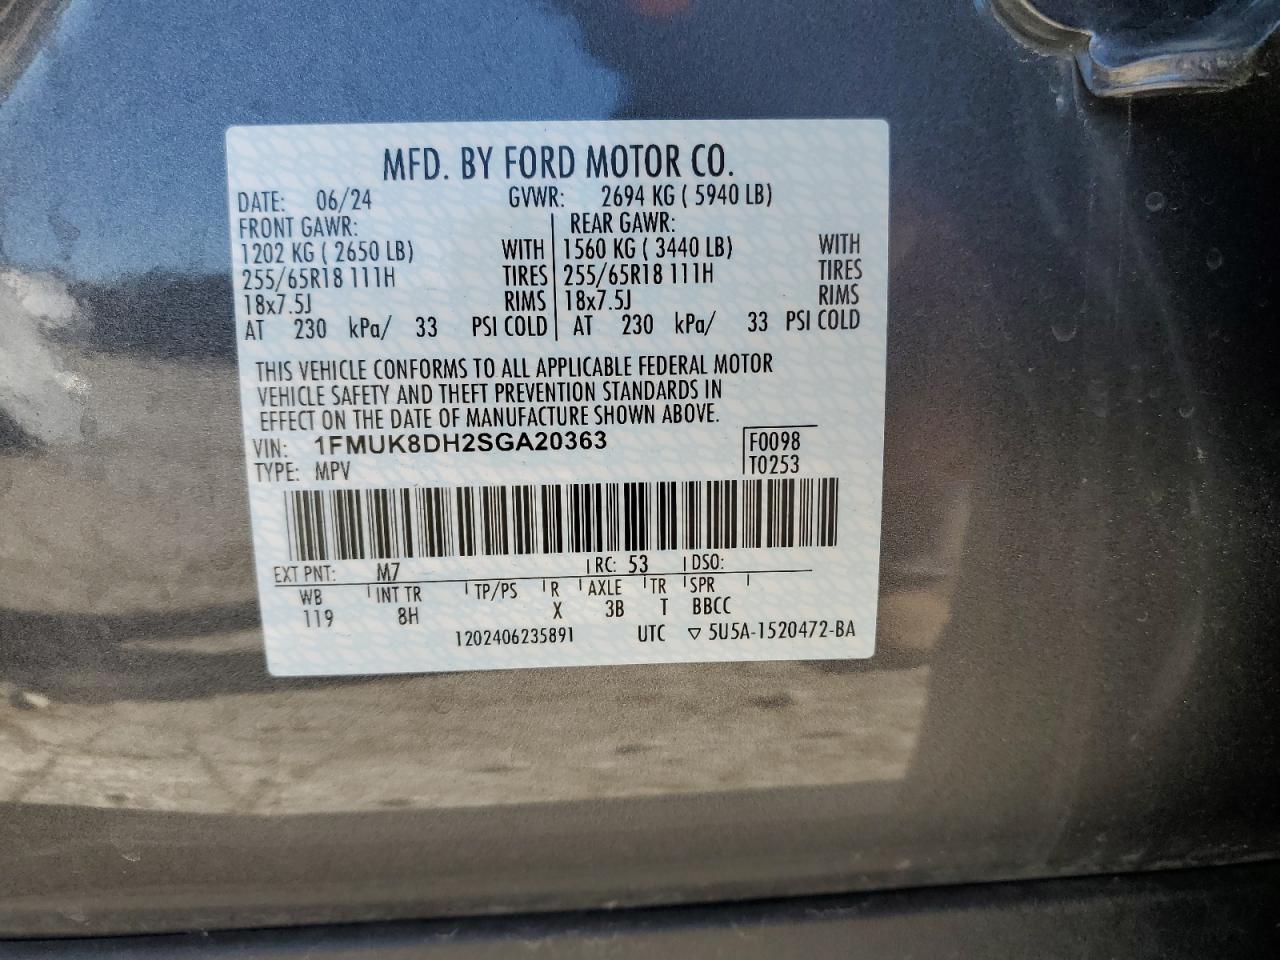 MFD. BY FORD MOTOR CO.
DATE: 06/24 GVWR: 2694 KG ( 5940 LB)
FRONT GAWR: REAR GAWR:
1202 KG ( 2650 LB) WITH 1560 KG ( 3440 LB) WITH
255/65R18 111H TIRES 255/65R18 111H TIRES
18x7.5J RIMS 18x7.5J RIMS
AT 230 kPa/ 33 PSI COLD AT 230 kPa/ 33 PSI COLD
THIS VEHICLE CONFORMS TO ALL APPLICABLE FEDERAL MOTOR
VEHICLE SAFETY AND THEFT PREVENTION STANDARDS IN
EFFECT ON THE DATE OF MANUFACTURE SHOWN ABOVE.
VIN: 1FMUK8DH2SGA20363 F0098
TYPE: MPV T0253
EXT PNT: M7 RC: 53 DSO:
WB INT TR TP/PS R AXLE TR SPR
119 8H X 3B T BBCC
1202406235891 UTC ▽ 5U5A-1520472-BA